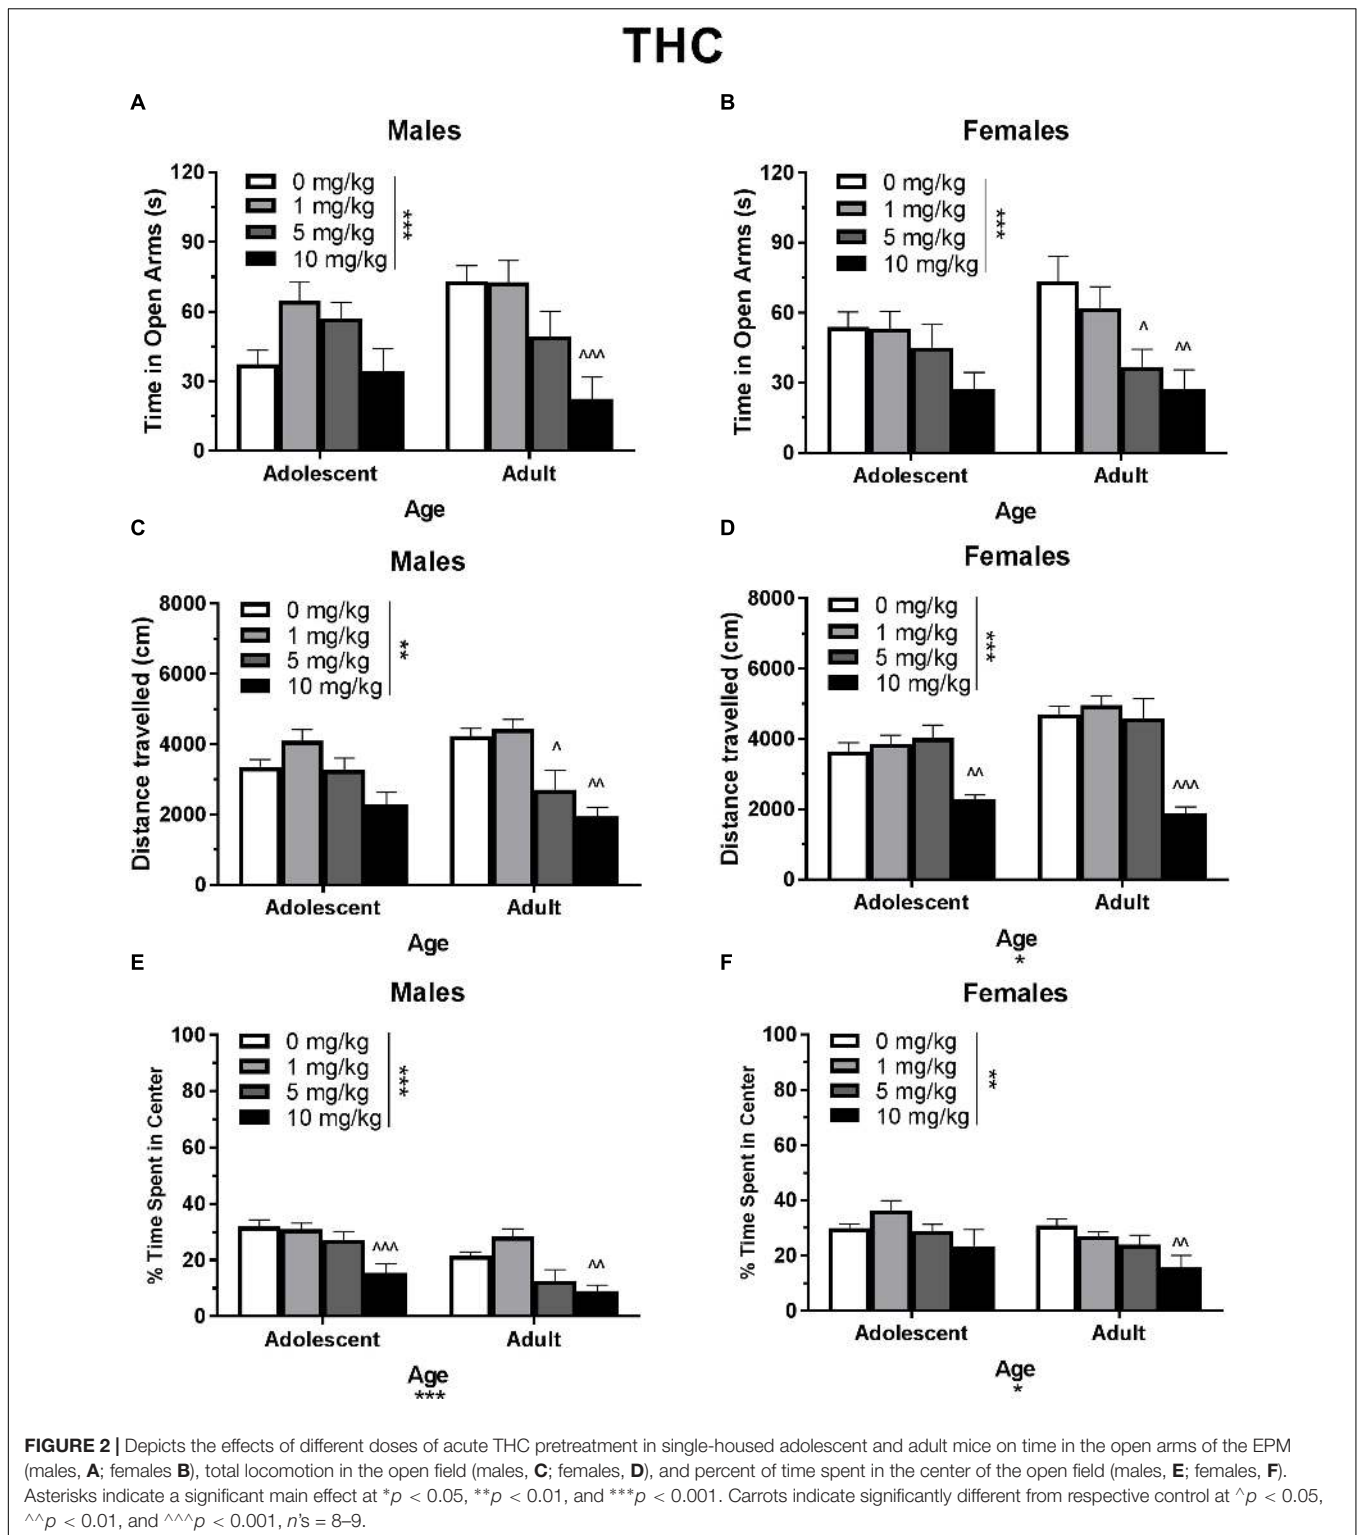 THC
A
Males
Time in Open Arms (s)
120
90
60
30
0
0 mg/kg
1 mg/kg
5 mg/kg
10 mg/kg
***
^^^
Adolescent
Adult
Age
B
Females
Time in Open Arms (s)
120
90
60
30
0
0 mg/kg
1 mg/kg
5 mg/kg
10 mg/kg
***
^
^^
Adolescent
Adult
Age
C
Males
Distance travelled (cm)
8000
6000
4000
2000
0
0 mg/kg
1 mg/kg
5 mg/kg
10 mg/kg
**
^
^^
Adolescent
Adult
Age
D
Females
Distance travelled (cm)
8000
6000
4000
2000
0
0 mg/kg
1 mg/kg
5 mg/kg
10 mg/kg
***
^^
^^^
Adolescent
Adult
Age
*
E
Males
% Time Spent in Center
100
80
60
40
20
0
0 mg/kg
1 mg/kg
5 mg/kg
10 mg/kg
***
^^^
^^
Adolescent
Adult
Age
***
F
Females
% Time Spent in Center
100
80
60
40
20
0
0 mg/kg
1 mg/kg
5 mg/kg
10 mg/kg
**
^^
Adolescent
Adult
Age
*
FIGURE 2 | Depicts the effects of different doses of acute THC pretreatment in single-housed adolescent and adult mice on time in the open arms of the EPM
(males, A; females B), total locomotion in the open field (males, C; females, D), and percent of time spent in the center of the open field (males, E; females, F).
Asterisks indicate a significant main effect at *p < 0.05, **p < 0.01, and ***p < 0.001. Carrots indicate significantly different from respective control at ^p < 0.05,
^^p < 0.01, and ^^^p < 0.001, n's = 8–9.